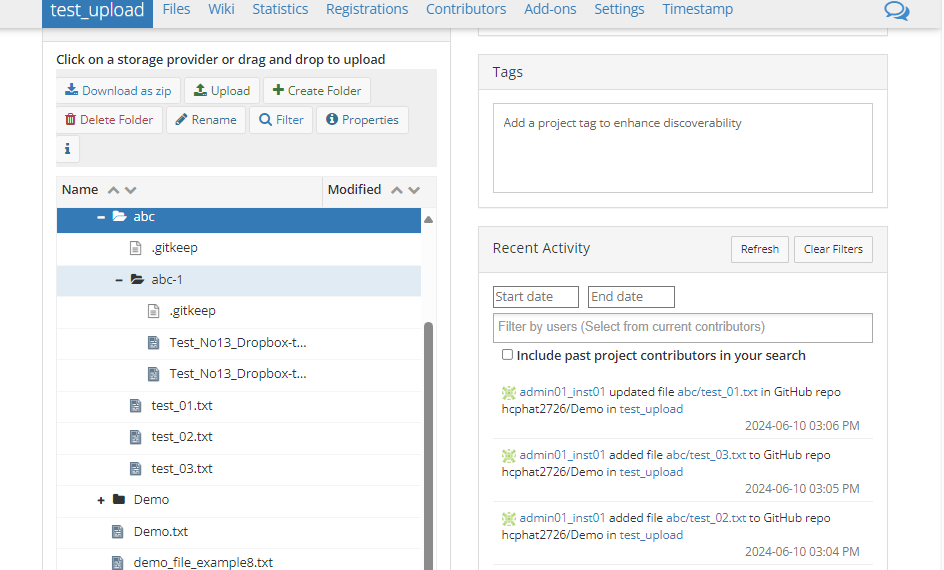 test_upload Files Wiki Statistics Registrations Contributors Add-ons Settings Timestamp
Click on a storage provider or drag and drop to upload
Download as zip Upload Create Folder
Delete Folder Rename Filter Properties
Name Modified
abc
.gitkeep
abc-1
.gitkeep
Test_No13_Dropbox-t...
Test_No13_Dropbox-t...
test_01.txt
test_02.txt
test_03.txt
Demo
Demo.txt
demo_file_example8.txt
Tags
Add a project tag to enhance discoverability
Recent Activity Refresh Clear Filters
Start date End date
Filter by users (Select from current contributors)
Include past project contributors in your search
admin01_inst01 updated file abc/test_01.txt in GitHub repo
hcphat2726/Demo in test_upload
2024-06-10 03:06 PM
admin01_inst01 added file abc/test_03.txt to GitHub repo
hcphat2726/Demo in test_upload
2024-06-10 03:05 PM
admin01_inst01 added file abc/test_02.txt to GitHub repo
hcphat2726/Demo in test_upload
2024-06-10 03:04 PM